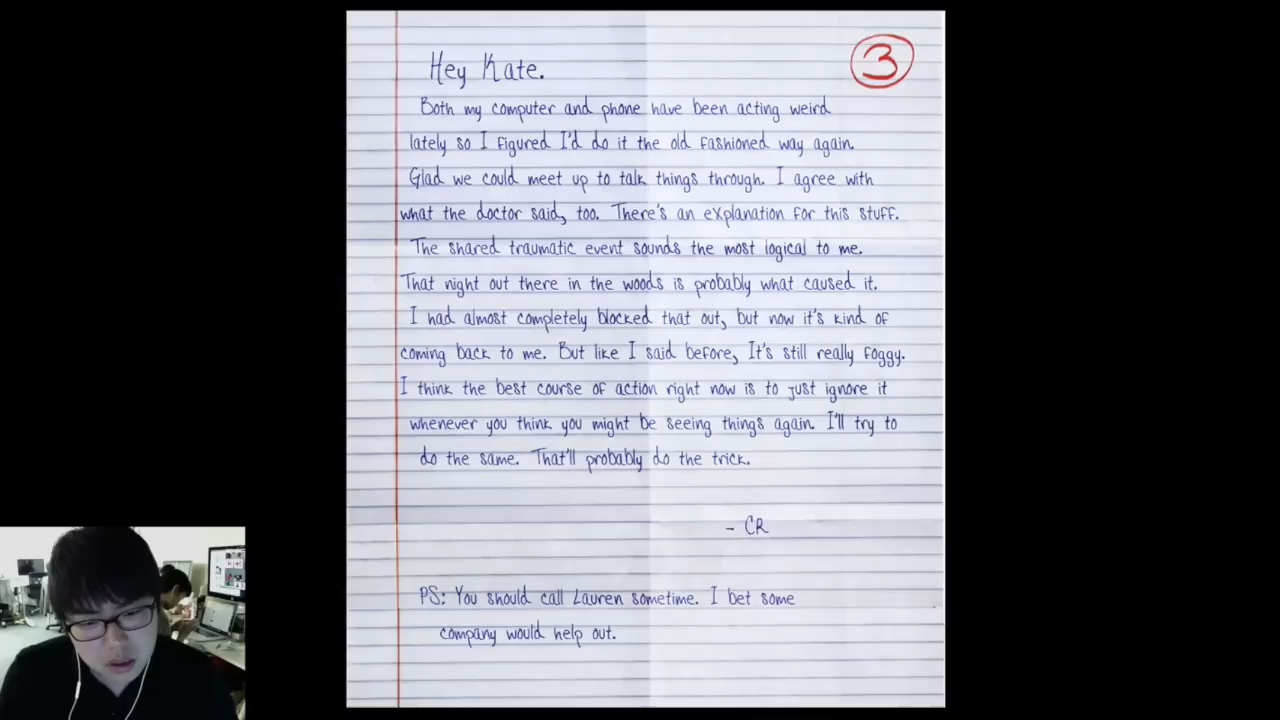 3
Hey Kate.
Both my computer and phone have been acting weird
lately so I figured I'd do it the old fashioned way again.
Glad we could meet up to talk things through. I agree with
what the doctor said, too. There's an explanation for this stuff.
The shared traumatic event sounds the most logical to me.
That night out there in the woods is probably what caused it.
I had almost completely blocked that out, but now it's kind of
coming back to me. But like I said before, It's still really foggy.
I think the best course of action right now is to just ignore it
whenever you think you might be seeing things again. I'll try to
do the same. That'll probably do the trick.
- CR
PS: You should call Lauren sometime. I bet some
company would help out.